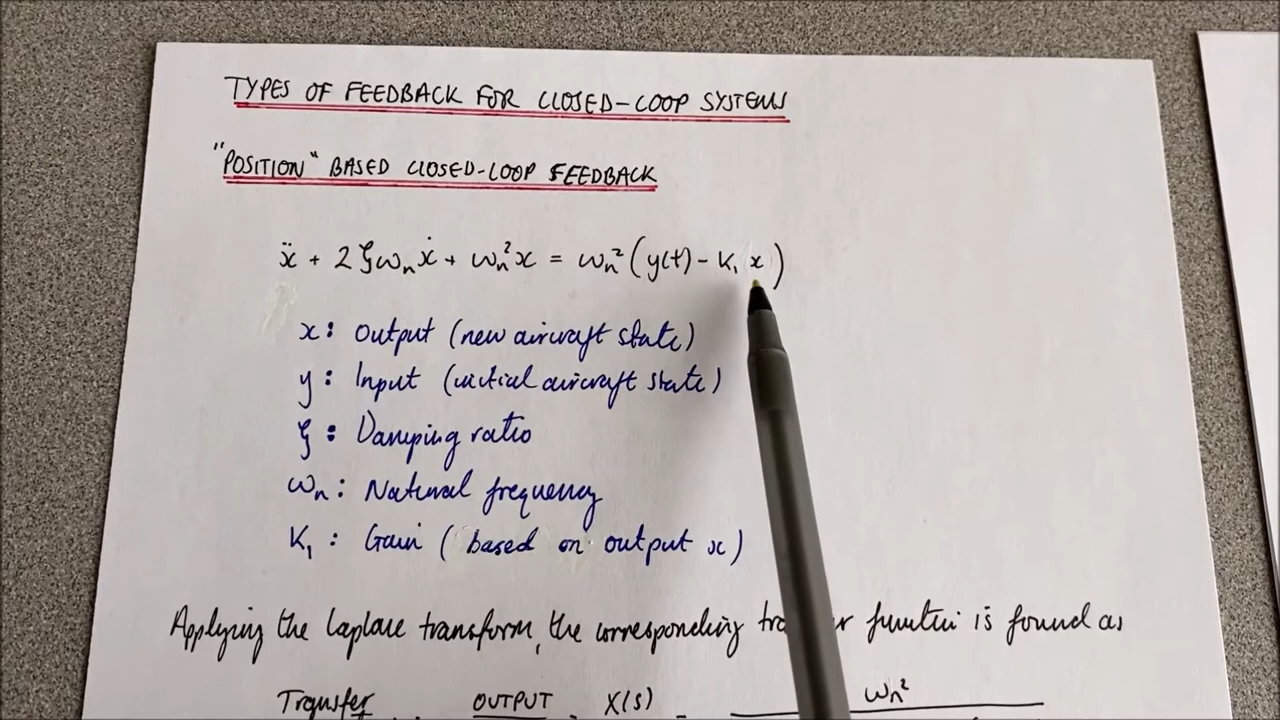 TYPES OF FEEDBACK FOR CLOSED-LOOP SYSTEMS
"POSITION" BASED CLOSED-LOOP FEEDBACK
ẍ + 2ζωₙẋ + ωₙ²x = ωₙ²(y(t) - K₁ x)
x: Output (new aircraft state)
y: Input (initial aircraft state)
ζ: Damping ratio
ωₙ: Natural frequency
K₁: Gain (based on output x)
Applying the Laplace transform, the corresponding function is found as
Transfer OUTPUT = X(s) = ωₙ²